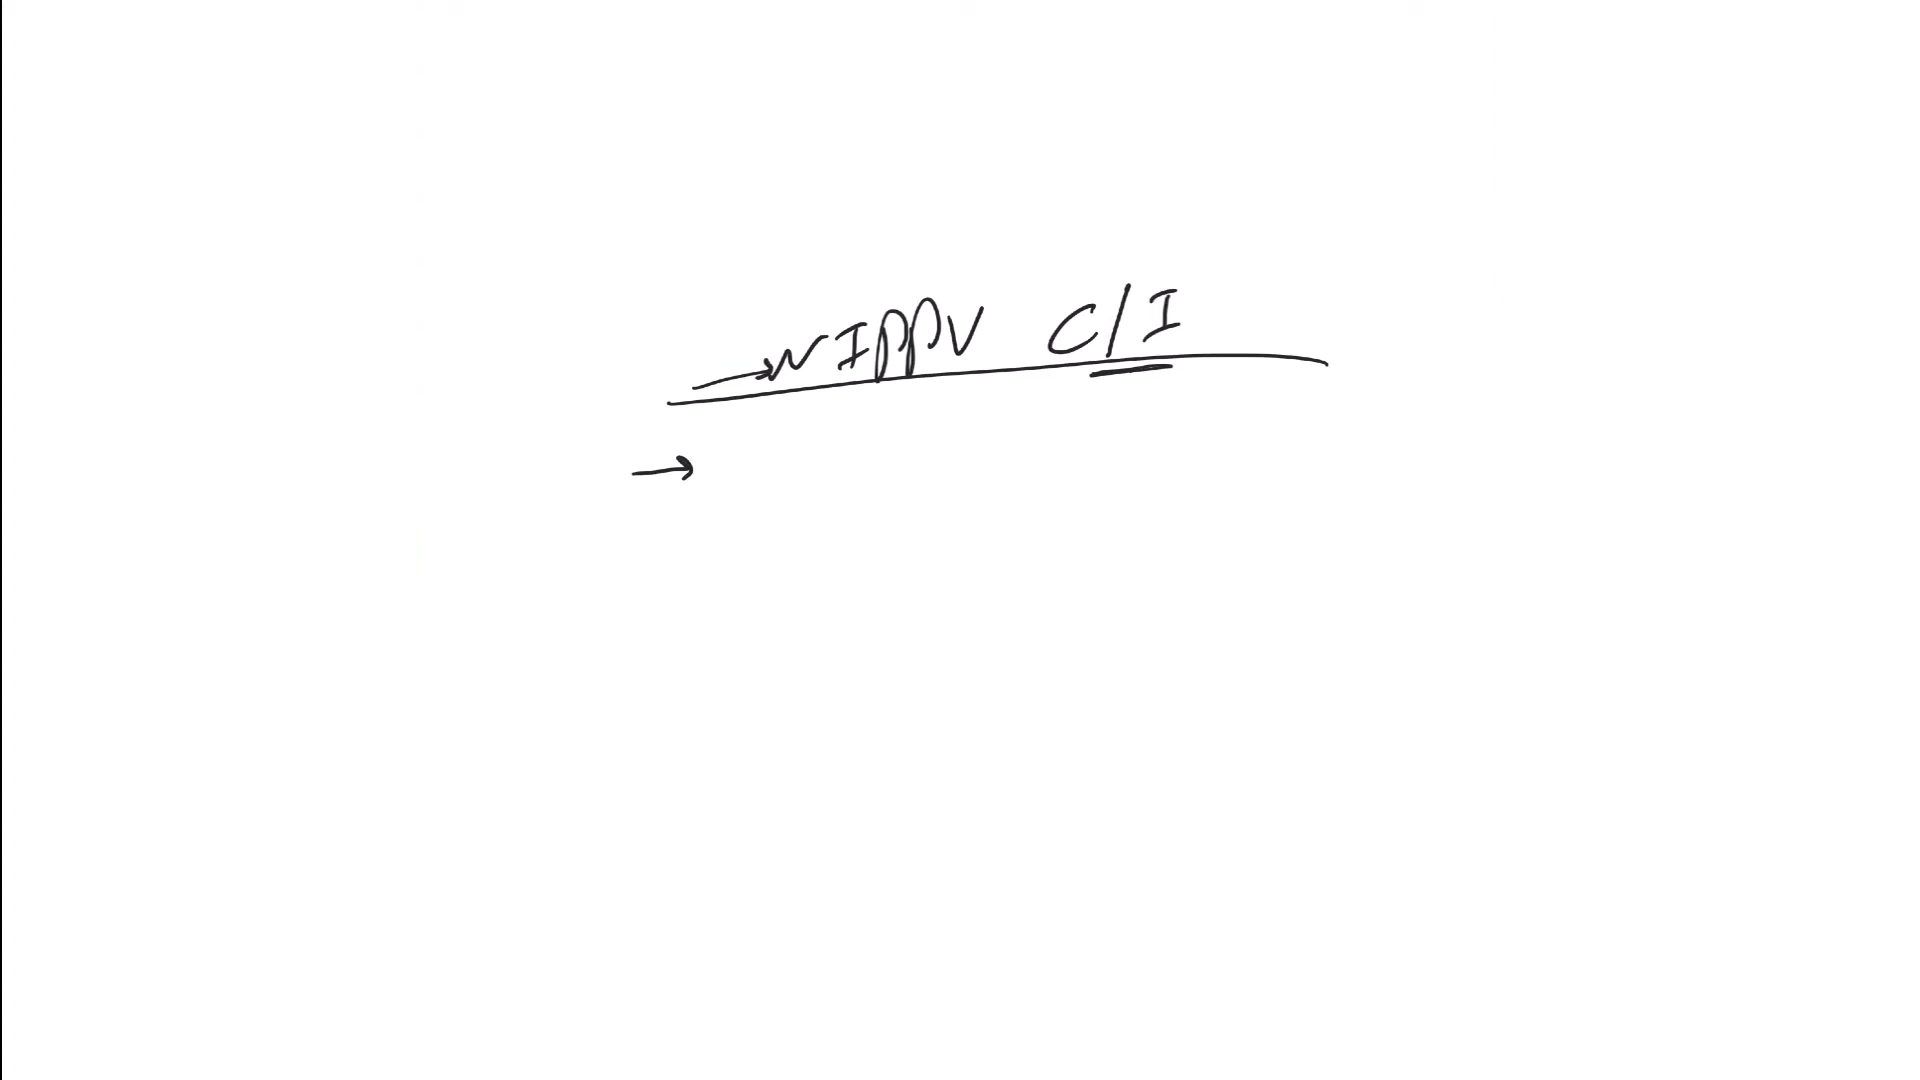 → NIPPV C/I
→